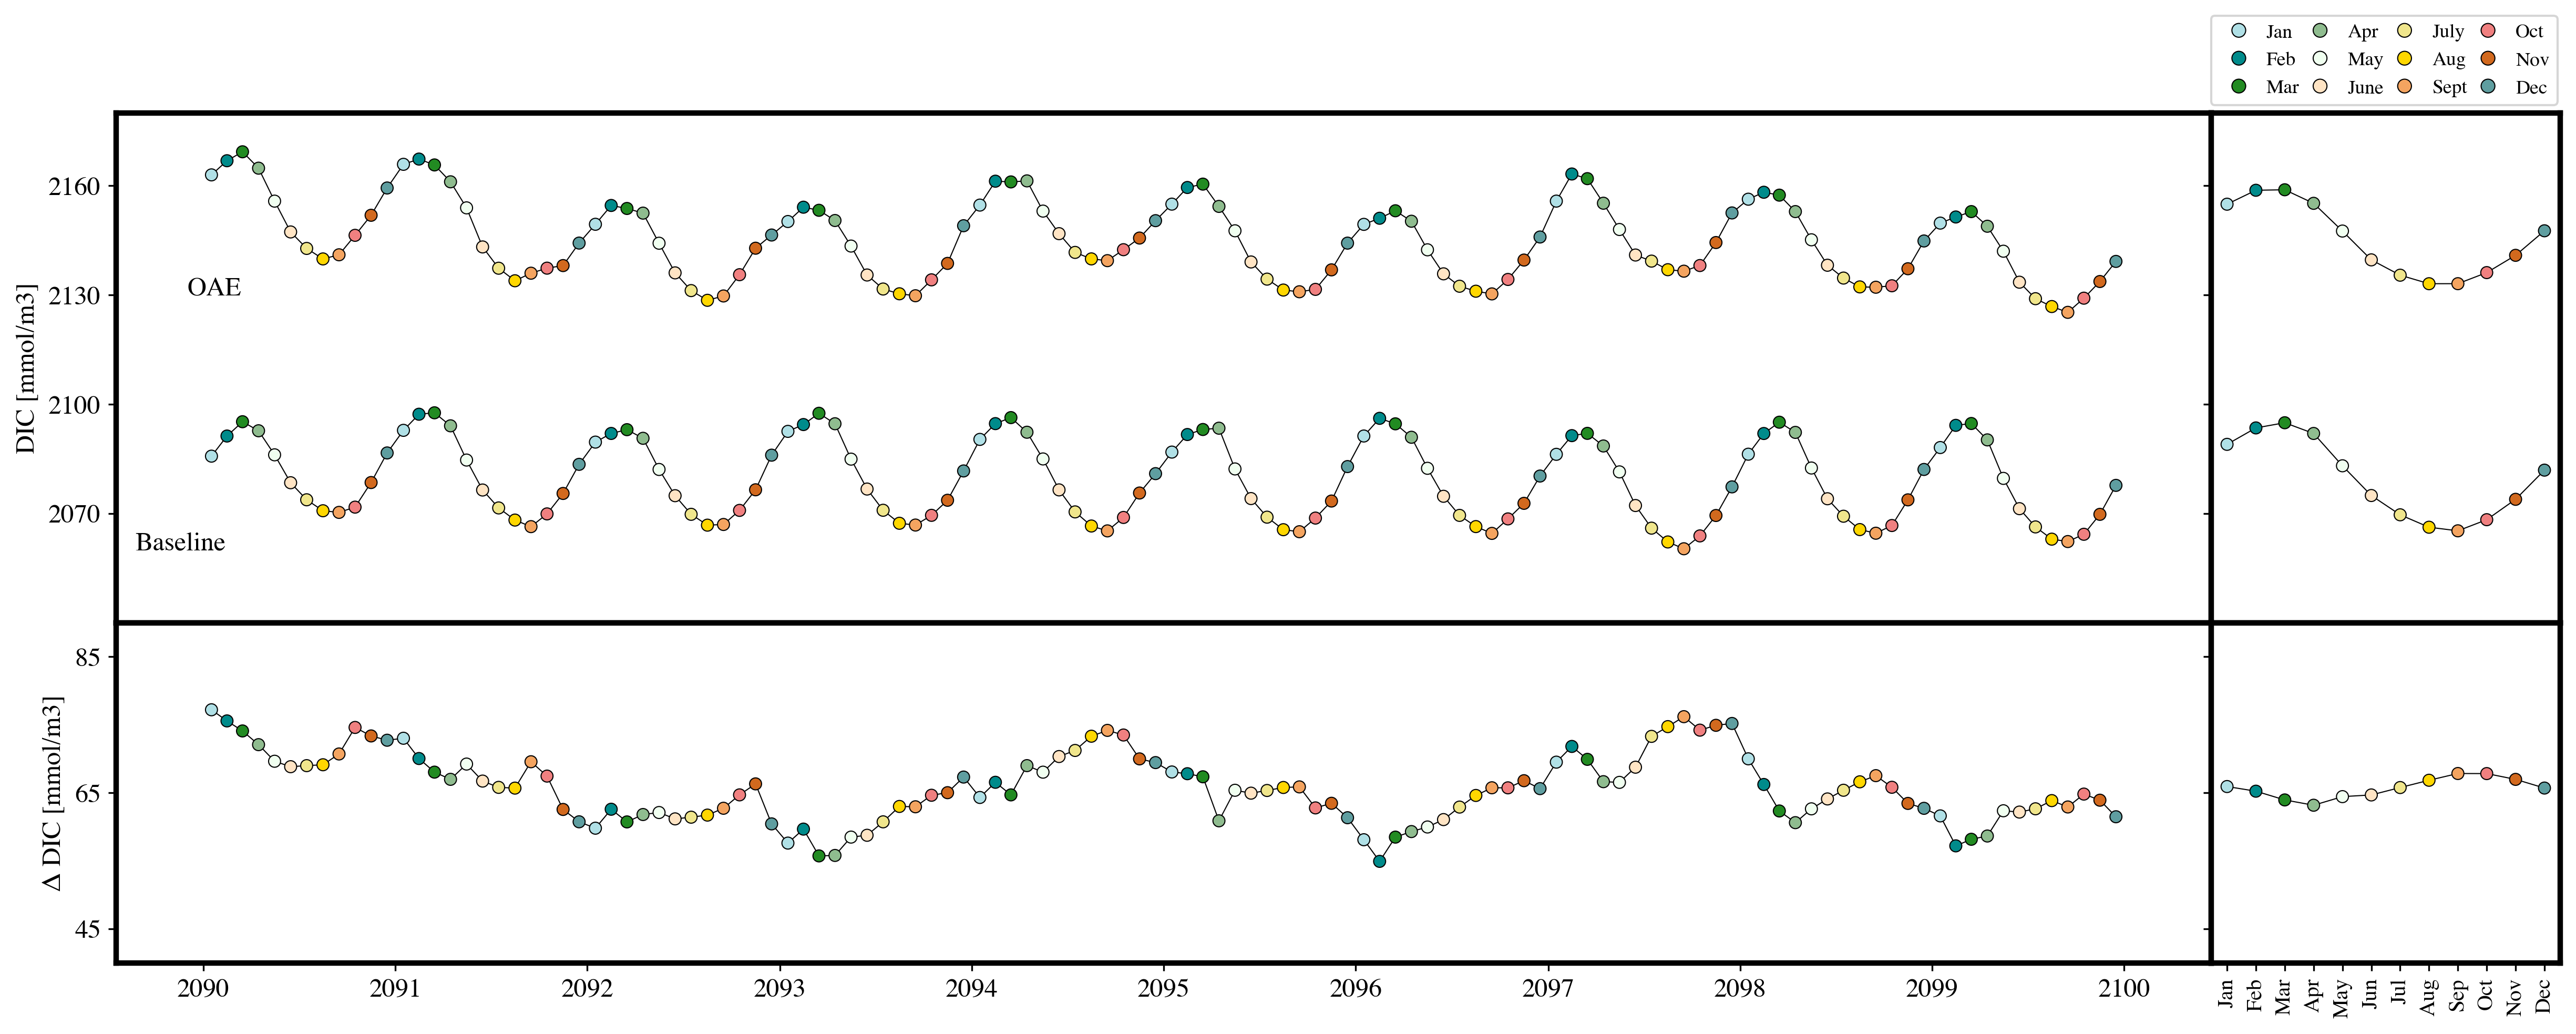 Jan Apr July Oct
Feb May Aug Nov
Mar June Sept Dec
DIC [mmol/m3]
2160
2130
2100
2070
OAE
Baseline
Δ DIC [mmol/m3]
85
65
45
2090 2091 2092 2093 2094 2095 2096 2097 2098 2099 2100
Jan Feb Mar Apr May Jun Jul Aug Sep Oct Nov Dec